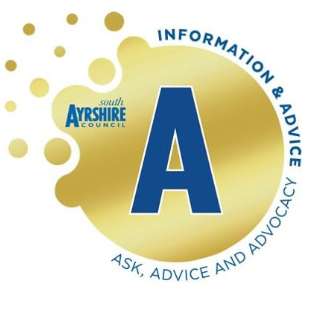 INFORMATION & ADVICE
south
AYRSHIRE
COUNCIL
A
ASK, ADVICE AND ADVOCACY